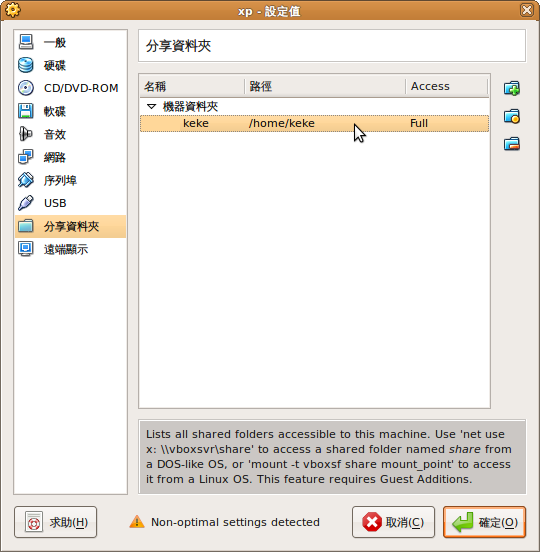 xp - 設定值
一般
硬碟
CD/DVD-ROM
軟碟
音效
網路
序列埠
USB
分享資料夾
遠端顯示
分享資料夾
名稱 路徑 Access
機器資料夾
keke /home/keke Full
Lists all shared folders accessible to this machine. Use 'net use
x: \\vboxsvr\share' to access a shared folder named share from
a DOS-like OS, or 'mount -t vboxsf share mount_point' to access
it from a Linux OS. This feature requires Guest Additions.
求助(H) Non-optimal settings detected 取消(C) 確定(O)